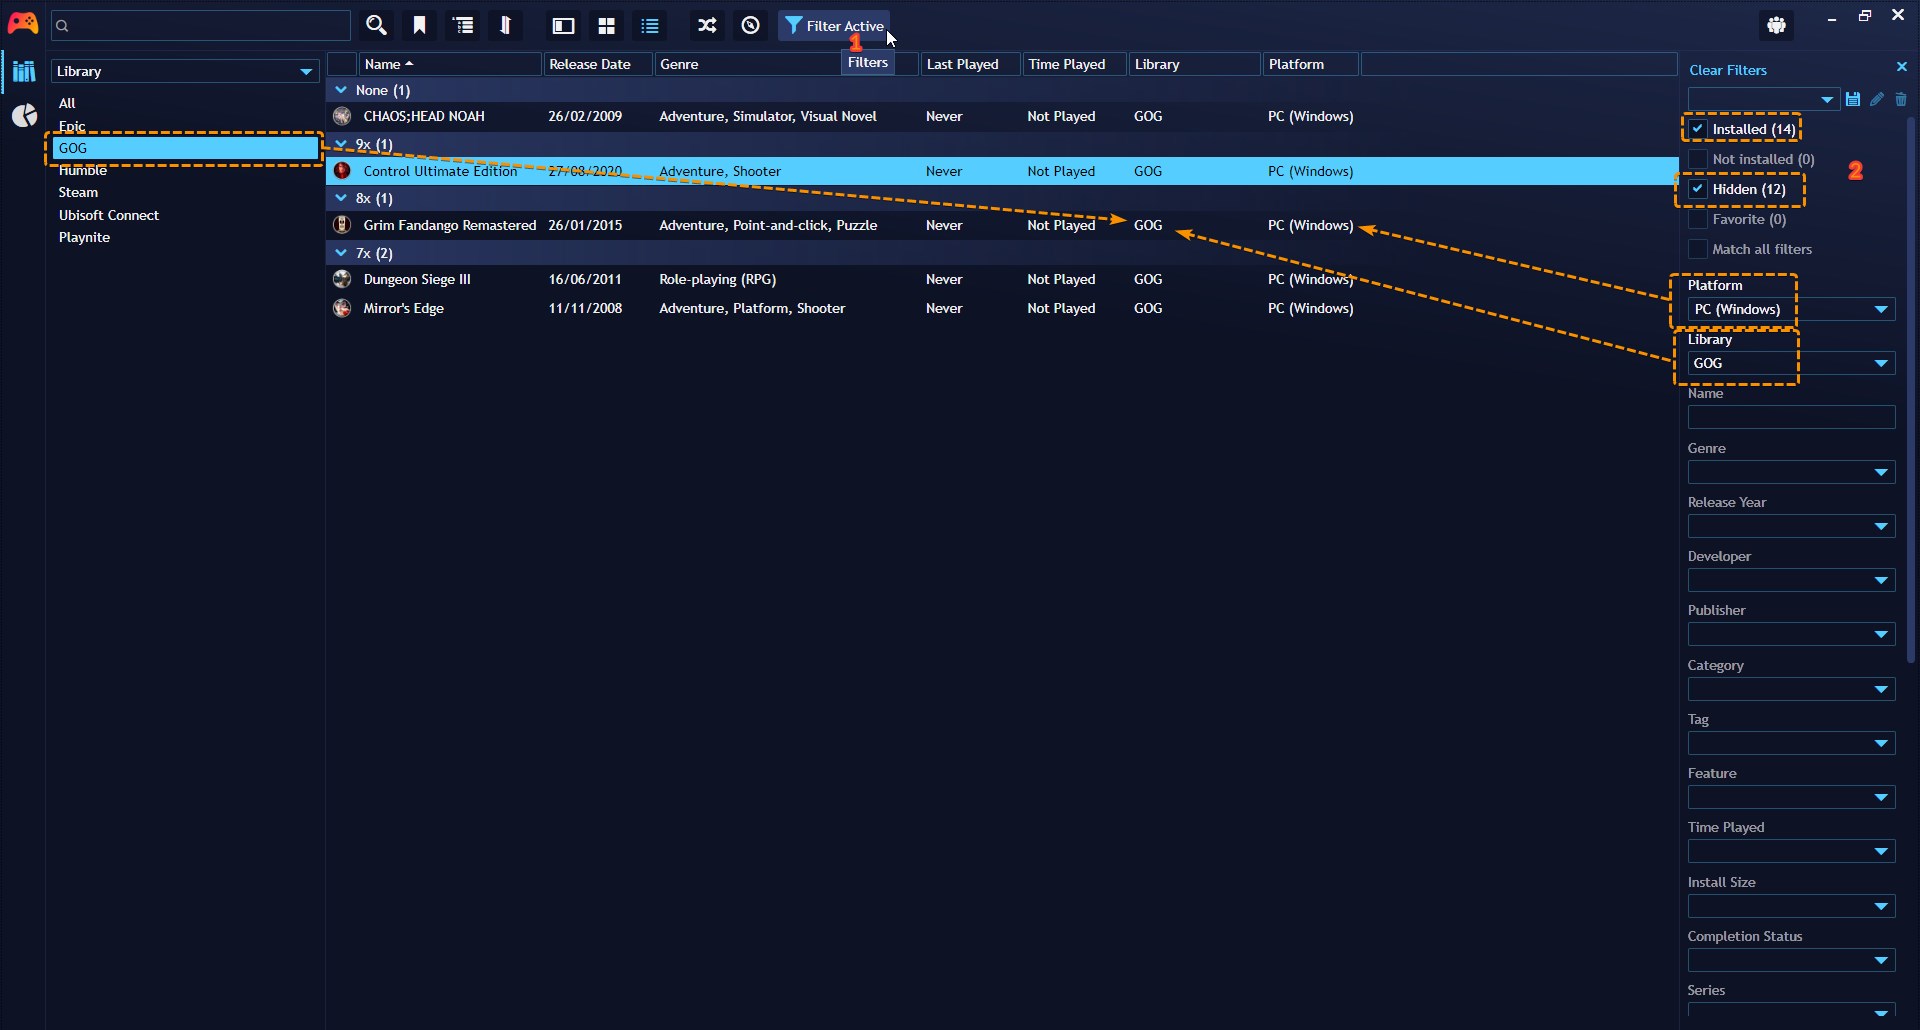 Filter Active
1
Filters
Library
All
Epic
GOG
Humble
Steam
Ubisoft Connect
Playnite
Name Release Date Genre Last Played Time Played Library Platform
None (1)
CHAOS;HEAD NOAH 26/02/2009 Adventure, Simulator, Visual Novel Never Not Played GOG PC (Windows)
9x (1)
Control Ultimate Edition 27/08/2020 Adventure, Shooter Never Not Played GOG PC (Windows)
8x (1)
Grim Fandango Remastered 26/01/2015 Adventure, Point-and-click, Puzzle Never Not Played GOG PC (Windows)
7x (2)
Dungeon Siege III 16/06/2011 Role-playing (RPG) Never Not Played GOG PC (Windows)
Mirror's Edge 11/11/2008 Adventure, Platform, Shooter Never Not Played GOG PC (Windows)
Clear Filters
Installed (14)
Not installed (0)
2
Hidden (12)
Favorite (0)
Match all filters
Platform
PC (Windows)
Library
GOG
Name
Genre
Release Year
Developer
Publisher
Category
Tag
Feature
Time Played
Install Size
Completion Status
Series